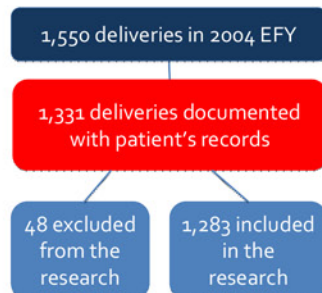 1,550 deliveries in 2004 EFY
1,331 deliveries documented
with patient's records
48 excluded
from the
research
1,283 included
in the
research